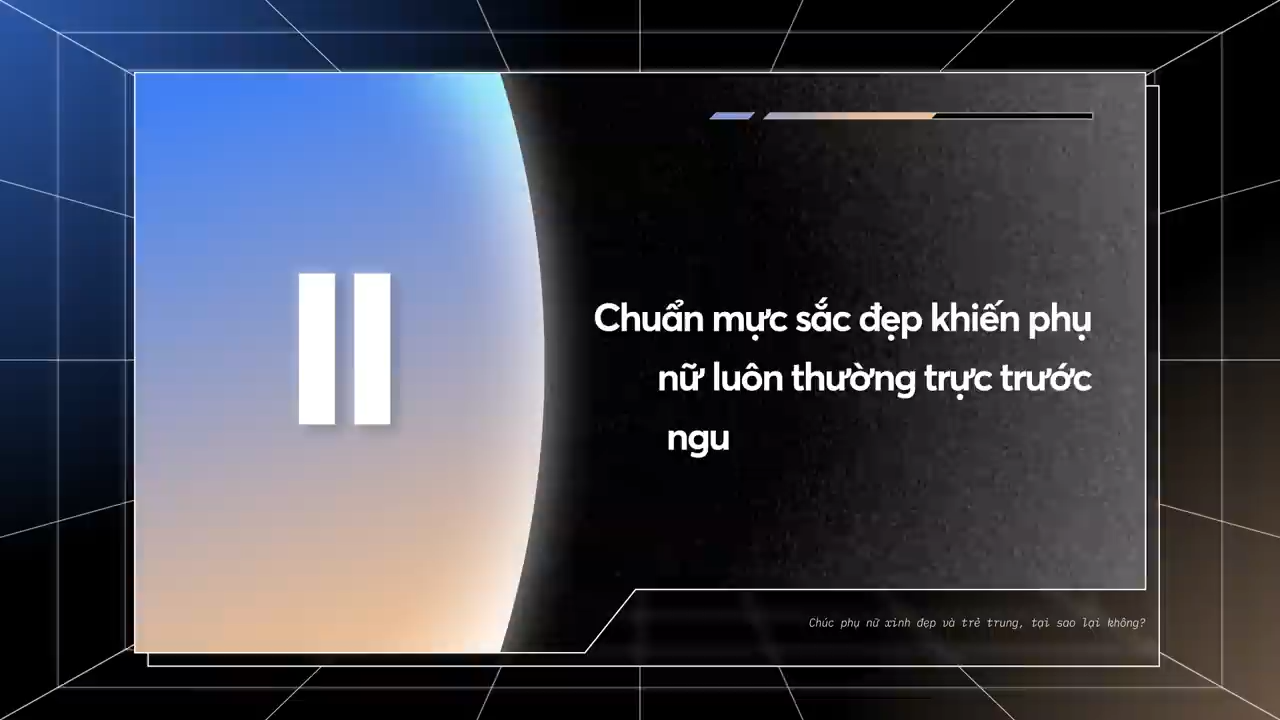 II
Chuẩn mực sắc đẹp khiến phụ
nữ luôn thường trực trước
ngu
Chúc phụ nữ xinh đẹp và trẻ trung, tại sao lại không?